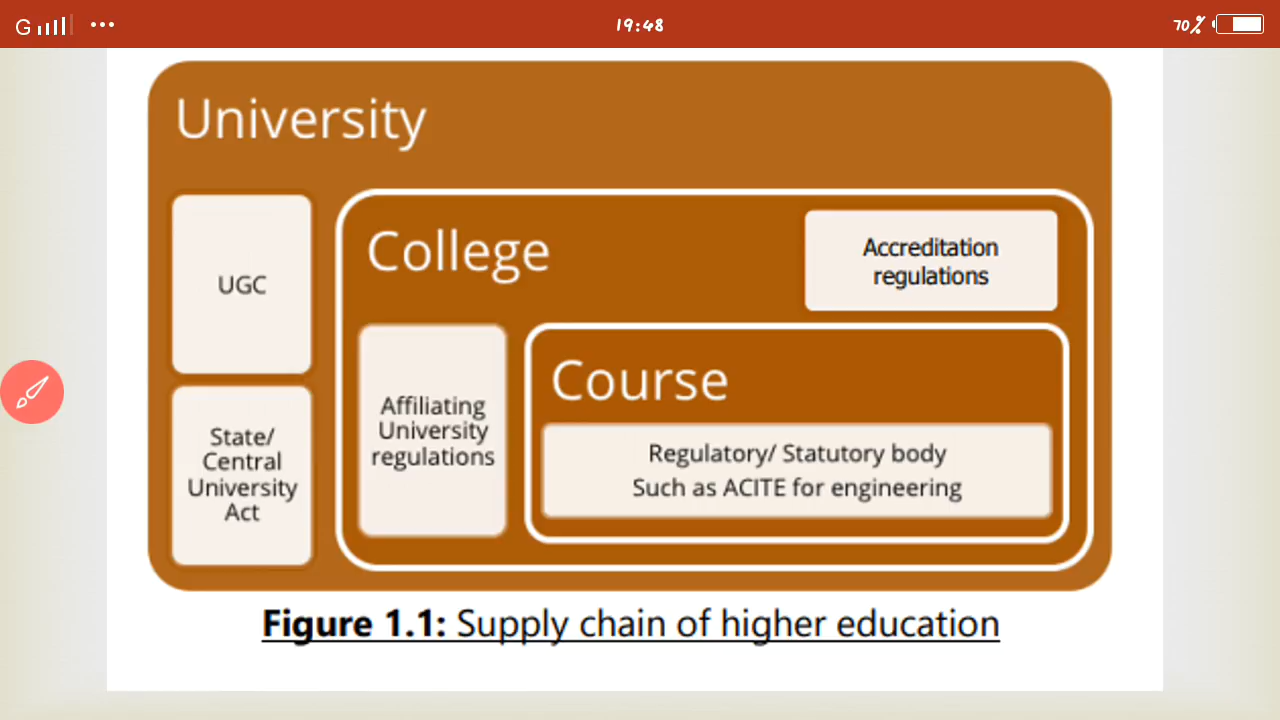 G
19:48
70%
University
UGC
State/
Central
University
Act
College
Accreditation
regulations
Affiliating
University
regulations
Course
Regulatory/ Statutory body
Such as ACITE for engineering
Figure 1.1: Supply chain of higher education